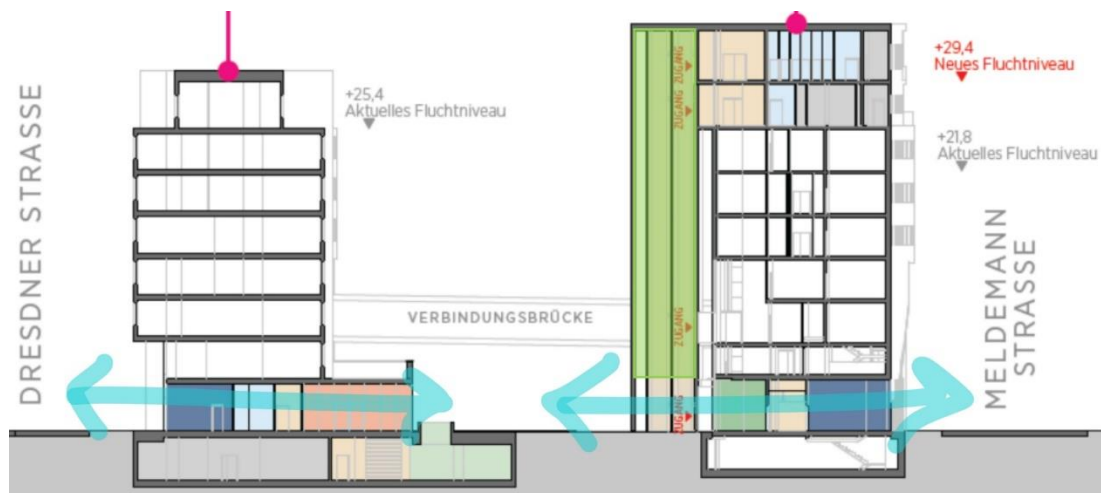 DRESDNER STRASSE
+25,4
Aktuelles Fluchtniveau
VERBINDUNGSBRÜCKE
ZUGANG
ZUGANG
ZUGANG
ZUGANG
+29,4
Neues Fluchtniveau
+21,8
Aktuelles Fluchtniveau
MELDEMANN
STRASSE